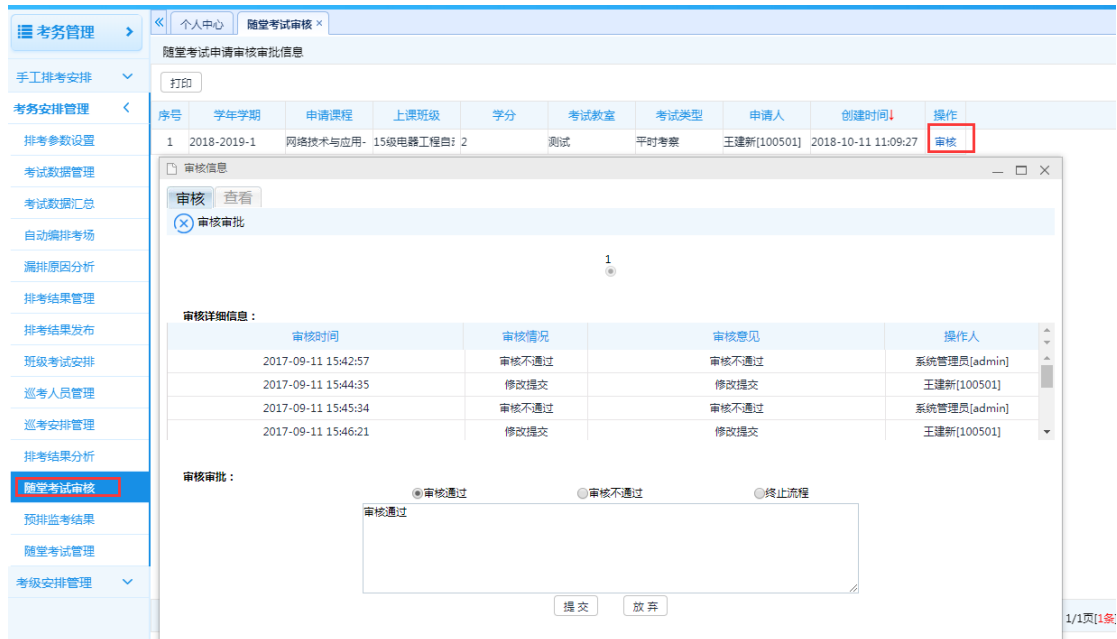 考务管理
个人中心 随堂考试审核 ×
随堂考试申请审核审批信息
手工排考安排
打印
考务安排管理
序号 学年学期 申请课程 上课班级 学分 考试教室 考试类型 申请人 创建时间 操作
排考参数设置
1 2018-2019-1 网络技术与应用- 15级电器工程自 2 测试 平时考察 王建新[100501] 2018-10-11 11:09:27 审核
考试数据管理
审核信息
审核 查看
考试数据汇总
审核审批
自动编排考场
1
漏排原因分析
排考结果管理
审核详细信息：
排考结果发布
审核时间 审核情况 审核意见 操作人
班级考试安排
2017-09-11 15:42:57 审核不通过 审核不通过 系统管理员[admin]
2017-09-11 15:44:35 修改提交 修改提交 王建新[100501]
巡考人员管理
2017-09-11 15:45:34 审核不通过 审核不通过 系统管理员[admin]
巡考安排管理
2017-09-11 15:46:21 修改提交 修改提交 王建新[100501]
排考结果分析
审核审批：
随堂考试审核
审核通过 审核不通过 终止流程
审核通过
预排监考结果
随堂考试管理
考级安排管理
提交 放弃
1/1页[1条